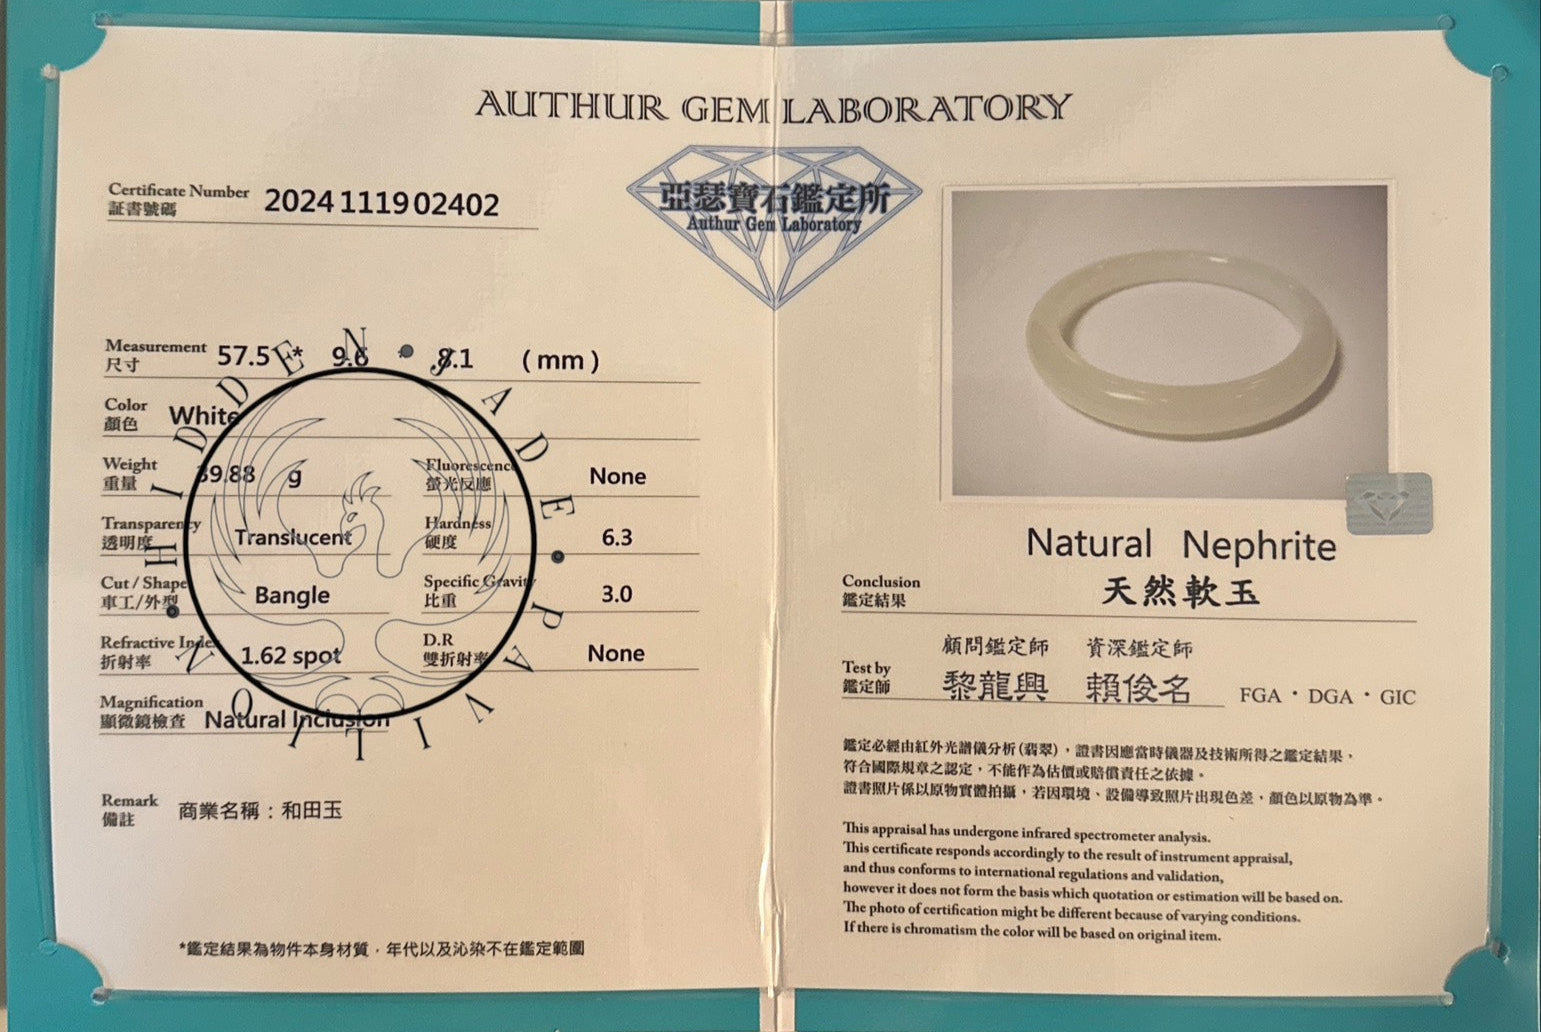 AUTHUR GEM LABORATORY
亞瑟寶石鑑定所
Authur Gem Laboratory
Certificate Number
証書號碼
20241119 02402
Measurement
尺寸
57.5 * 9.6 * 8.1 (mm)
Color
顏色
White
Weight
重量
39.88 g
Fluorescence
螢光反應
None
Transparency
透明度
Translucent
Hardness
硬度
6.3
Cut / Shape
車工/外型
Bangle
Specific Gravity
比重
3.0
Refractive Index
折射率
1.62 spot
D.R
雙折射率
None
Magnification
顯微鏡檢查
Natural Inclusion
Remark
備註
商業名稱：和田玉
*鑑定結果為物件本身材質，年代以及沁染不在鑑定範圍
HIDDEN JADE PAVILION
Natural Nephrite
Conclusion
鑑定結果
天然軟玉
顧問鑑定師 資深鑑定師
Test by
鑑定師
黎龍興 賴俊名 FGA・DGA・GIC
鑑定必經由紅外光譜儀分析(翡翠)，證書因應當時儀器及技術所得之鑑定結果，
符合國際規章之認定，不能作為估價或賠償責任之依據。
證書照片係以原物實體拍攝，若因環境、設備導致照片出現色差，顏色以原物為準。
This appraisal has undergone infrared spectrometer analysis.
This certificate responds accordingly to the result of instrument appraisal,
and thus conforms to international regulations and validation,
however it does not form the basis which quotation or estimation will be based on.
The photo of certification might be different because of varying conditions.
If there is chromatism the color will be based on original item.